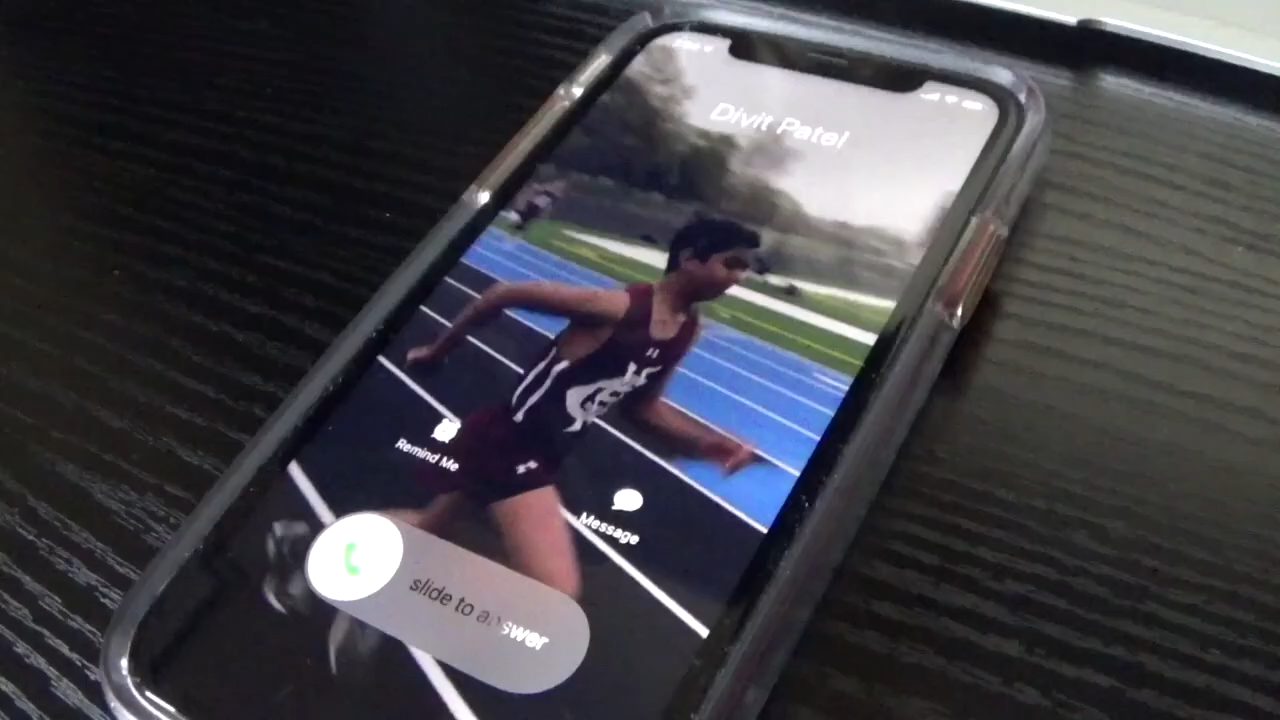 Divit Patel
Remind Me
Message
slide to answer